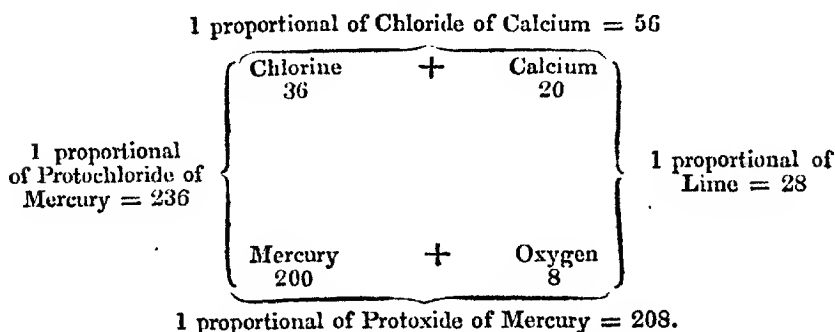 1 proportional of Chloride of Calcium = 56
Chlorine + Calcium
36 20
1 proportional
of Protochloride of
Mercury = 236
1 proportional of
Lime = 28
Mercury + Oxygen
200 8
1 proportional of Protoxide of Mercury = 208.